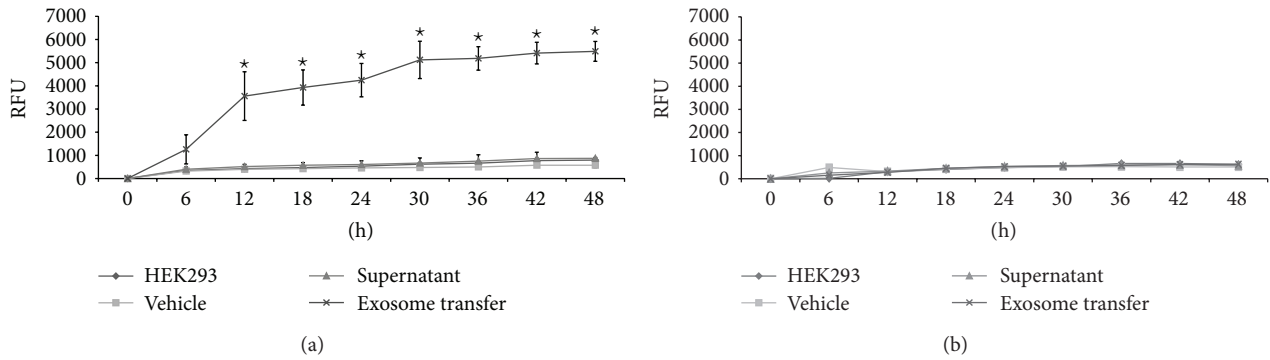 7000
6000
5000
4000
3000
2000
1000
0
RFU
* * * * * * * *
0 6 12 18 24 30 36 42 48
(h)
HEK293 Supernatant
Vehicle Exosome transfer
(a)
7000
6000
5000
4000
3000
2000
1000
0
RFU
0 6 12 18 24 30 36 42 48
(h)
HEK293 Supernatant
Vehicle Exosome transfer
(b)